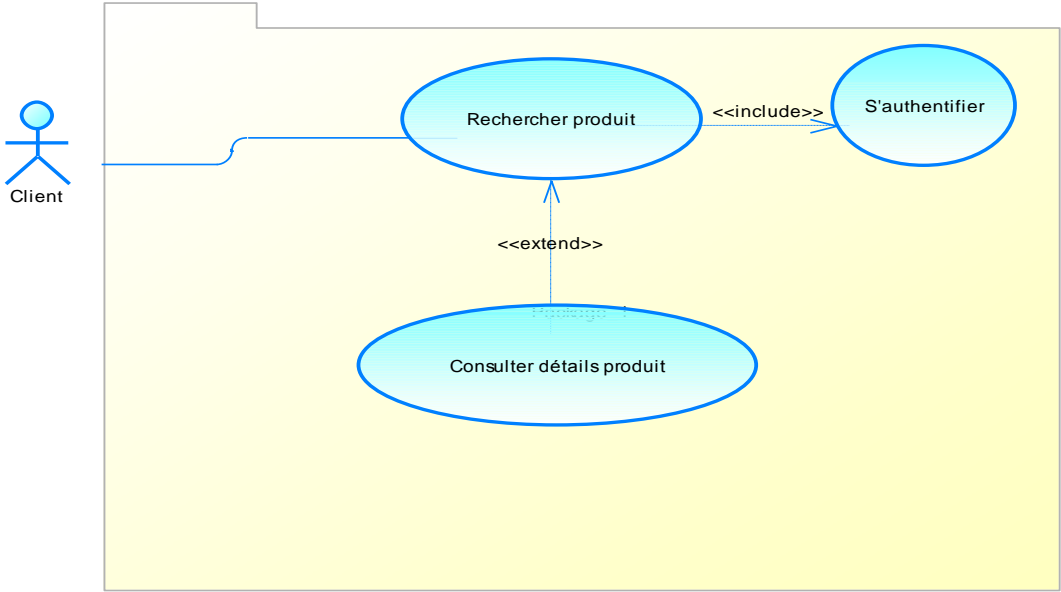 Rechercher produit
<<include>>
S'authentifier
Client
<<extend>>
Consulter détails produit